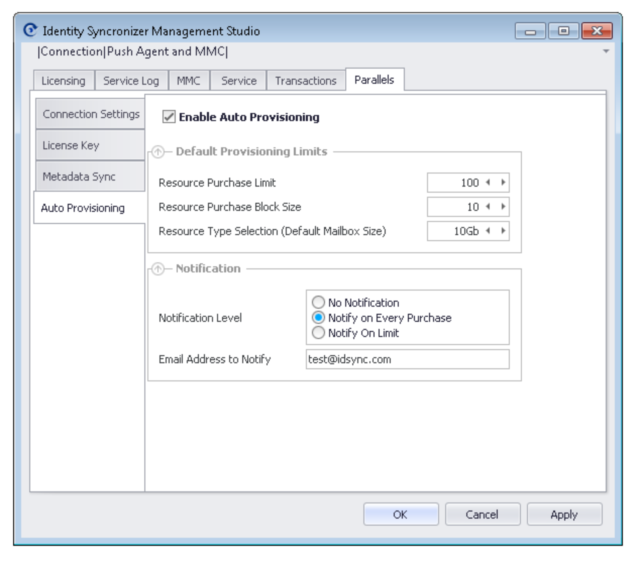 Identity Syncronizer Management Studio
|Connection|Push Agent and MMC|
Licensing Service Log MMC Service Transactions Parallels
Connection Settings
License Key
Metadata Sync
Auto Provisioning
Enable Auto Provisioning
Default Provisioning Limits
Resource Purchase Limit 100
Resource Purchase Block Size 10
Resource Type Selection (Default Mailbox Size) 10Gb
Notification
Notification Level
No Notification
Notify on Every Purchase
Notify On Limit
Email Address to Notify test@idsync.com
OK Cancel Apply